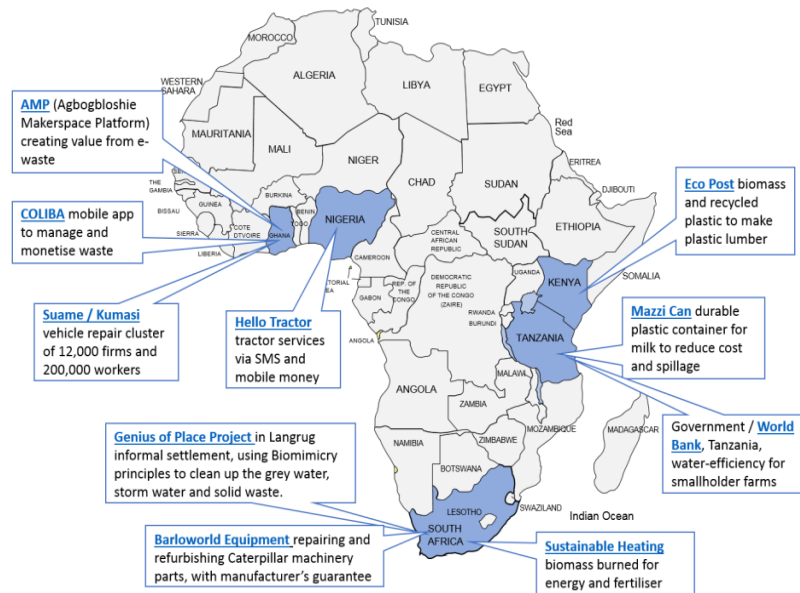 TUNISIA
MOROCCO
ALGERIA
LIBYA
EGYPT
WESTERN
SAHARA
AMP (Agbogbloshie
Makerspace Platform)
creating value from e-
waste
MAURITANIA
MALI
NIGER
CHAD
SUDAN
Red
Sea
ERITREA
DJIBOUTI
THE
GAMBIA
BISSAU
GUINEA
SIERRA
LIBERIA
COTE
D'IVOIRE
BURKINA
GHANA
TOGO
BENIN
NIGERIA
CAMEROON
CENTRAL
AFRICAN
REPUBLIC
SOUTH
SUDAN
ETHIOPIA
SOMALIA
Eco Post biomass
and recycled
plastic to make
plastic lumber
COLIBA mobile app
to manage and
monetise waste
Suame / Kumasi
vehicle repair cluster
of 12,000 firms and
200,000 workers
Hello Tractor
tractor services
via SMS and
mobile money
GABON
REP. OF
THE
CONGO
DEMOCRATIC
REPUBLIC
OF THE CONGO
(ZAIRE)
UGANDA
KENYA
RWANDA
BURUNDI
TANZANIA
Mazzi Can durable
plastic container for
milk to reduce cost
and spillage
ANGOLA
ANGOLA
ZAMBIA
MALAWI
MOZAMBIQUE
MADAGASCAR
Government / World
Bank, Tanzania,
water-efficiency for
smallholder farms
Genius of Place Project in Langrug
informal settlement, using Biomimicry
principles to clean up the grey water,
storm water and solid waste.
NAMIBIA
ZIMBABWE
BOTSWANA
SWAZILAND
LESOTHO
SOUTH
AFRICA
Indian Ocean
Barloworld Equipment repairing and
refurbishing Caterpillar machinery
parts, with manufacturer's guarantee
Sustainable Heating
biomass burned for
energy and fertiliser